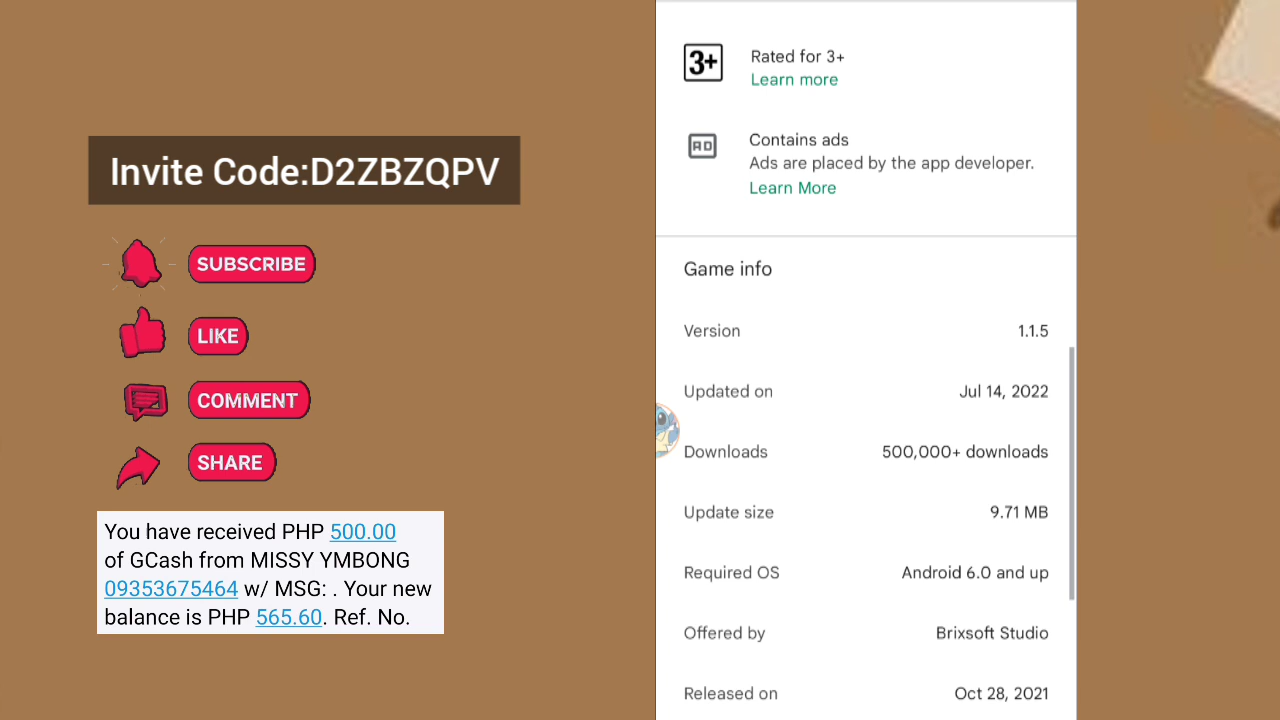 Invite Code:D2ZBZQPV
SUBSCRIBE
LIKE
COMMENT
SHARE
You have received PHP 500.00
of GCash from MISSY YMBONG
09353675464 w/ MSG: . Your new
balance is PHP 565.60. Ref. No.
3+
Rated for 3+
Learn more
AD
Contains ads
Ads are placed by the app developer.
Learn More
Game info
Version 1.1.5
Updated on Jul 14, 2022
Downloads 500,000+ downloads
Update size 9.71 MB
Required OS Android 6.0 and up
Offered by Brixsoft Studio
Released on Oct 28, 2021